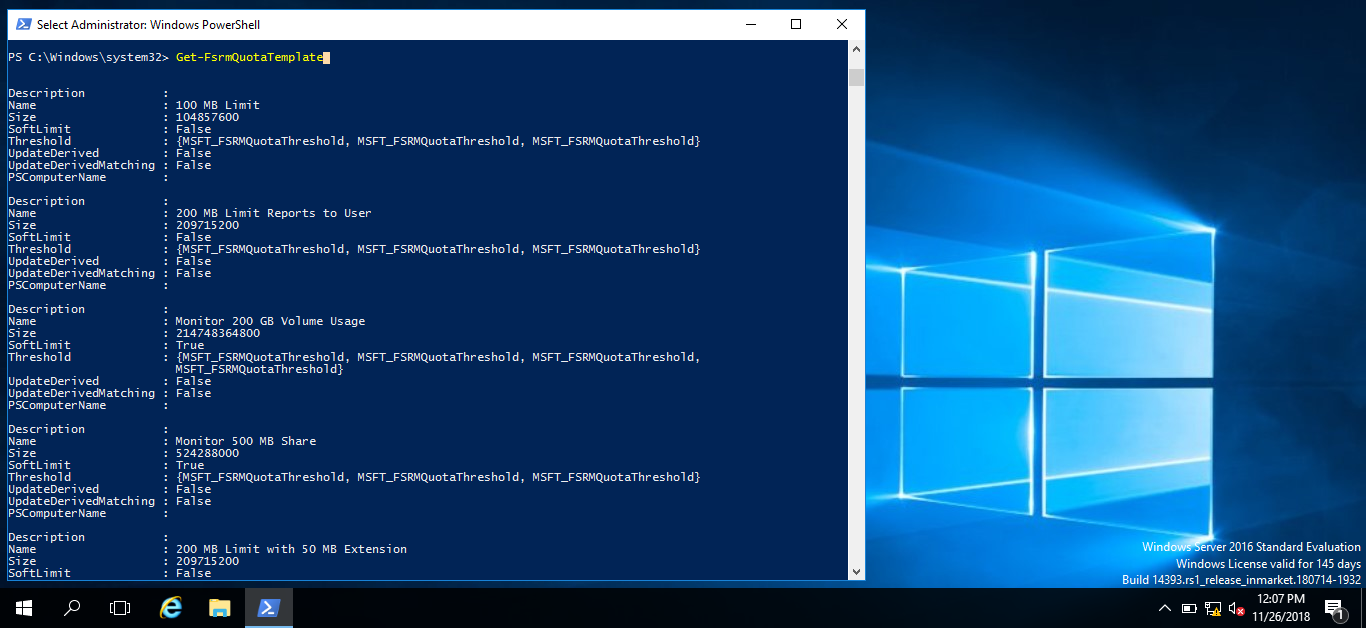 Select Administrator: Windows PowerShell
PS C:\Windows\system32> Get-FsrmQuotaTemplate
Description :
Name : 100 MB Limit
Size : 104857600
SoftLimit : False
Threshold : {MSFT_FSRMQuotaThreshold, MSFT_FSRMQuotaThreshold, MSFT_FSRMQuotaThreshold}
UpdateDerived : False
UpdateDerivedMatching : False
PSComputerName :
Description :
Name : 200 MB Limit Reports to User
Size : 209715200
SoftLimit : False
Threshold : {MSFT_FSRMQuotaThreshold, MSFT_FSRMQuotaThreshold, MSFT_FSRMQuotaThreshold}
UpdateDerived : False
UpdateDerivedMatching : False
PSComputerName :
Description :
Name : Monitor 200 GB Volume Usage
Size : 214748364800
SoftLimit : True
Threshold : {MSFT_FSRMQuotaThreshold, MSFT_FSRMQuotaThreshold, MSFT_FSRMQuotaThreshold,
MSFT_FSRMQuotaThreshold}
UpdateDerived : False
UpdateDerivedMatching : False
PSComputerName :
Description :
Name : Monitor 500 MB Share
Size : 524288000
SoftLimit : True
Threshold : {MSFT_FSRMQuotaThreshold, MSFT_FSRMQuotaThreshold, MSFT_FSRMQuotaThreshold}
UpdateDerived : False
UpdateDerivedMatching : False
PSComputerName :
Description :
Name : 200 MB Limit with 50 MB Extension
Size : 209715200
SoftLimit : False
Windows Server 2016 Standard Evaluation
Windows License valid for 145 days
Build 14393.rs1_release_inmarket.180714-1932
12:07 PM
11/26/2018
1